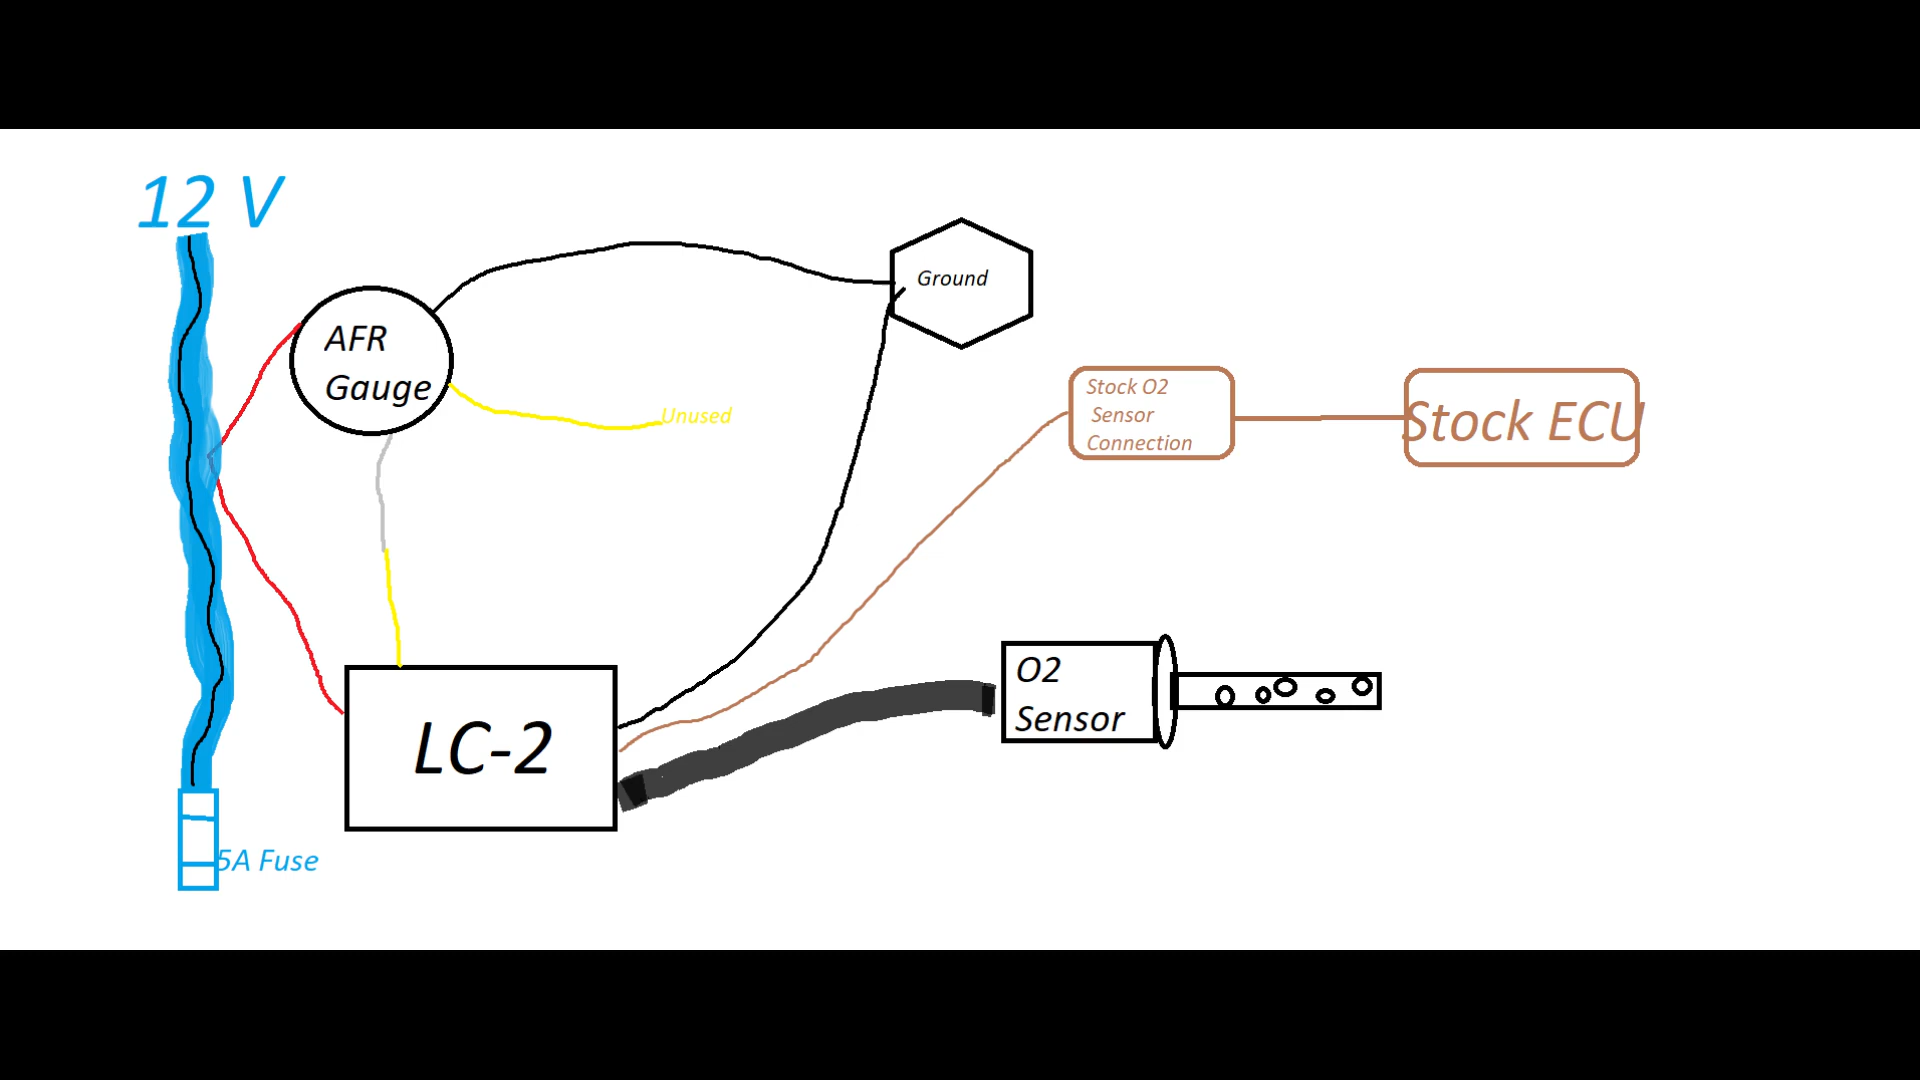 12 V
AFR
Gauge
Ground
Unused
Stock O2
Sensor
Connection
Stock ECU
O2
Sensor
LC-2
5A Fuse